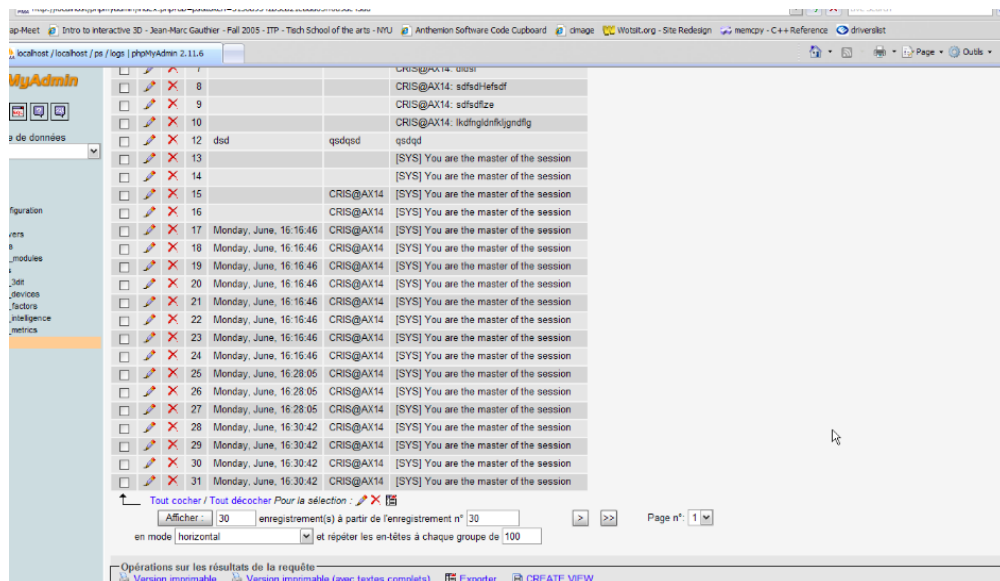 ap-Meet Intro to interactive 3D - Jean-Marc Gauthier - Fall 2005 - ITP - Tisch School of the arts - NYU Anthemion Software Code Cupboard cimage Wotsit.org - Site Redesign memcpy - C++ Reference driverslist
localhost / localhost / ps / logs | phpMyAdmin 2.11.6 Page Outils
MyAdmin
e de données
figuration
vers
_modules
_3dit
_devices
_factors
_intelligence
_metrics
8 CRIS@AX14: sdfsdHefsdf
9 CRIS@AX14: sdfsdflze
10 CRIS@AX14: lkdfngldnfkljgndflg
12 dsd qsdqsd qsdqd
13 [SYS] You are the master of the session
14 [SYS] You are the master of the session
15 CRIS@AX14 [SYS] You are the master of the session
16 CRIS@AX14 [SYS] You are the master of the session
17 Monday, June, 16:16:46 CRIS@AX14 [SYS] You are the master of the session
18 Monday, June, 16:16:46 CRIS@AX14 [SYS] You are the master of the session
19 Monday, June, 16:16:46 CRIS@AX14 [SYS] You are the master of the session
20 Monday, June, 16:16:46 CRIS@AX14 [SYS] You are the master of the session
21 Monday, June, 16:16:46 CRIS@AX14 [SYS] You are the master of the session
22 Monday, June, 16:16:46 CRIS@AX14 [SYS] You are the master of the session
23 Monday, June, 16:16:46 CRIS@AX14 [SYS] You are the master of the session
24 Monday, June, 16:16:46 CRIS@AX14 [SYS] You are the master of the session
25 Monday, June, 16:28:05 CRIS@AX14 [SYS] You are the master of the session
26 Monday, June, 16:28:05 CRIS@AX14 [SYS] You are the master of the session
27 Monday, June, 16:28:05 CRIS@AX14 [SYS] You are the master of the session
28 Monday, June, 16:30:42 CRIS@AX14 [SYS] You are the master of the session
29 Monday, June, 16:30:42 CRIS@AX14 [SYS] You are the master of the session
30 Monday, June, 16:30:42 CRIS@AX14 [SYS] You are the master of the session
31 Monday, June, 16:30:42 CRIS@AX14 [SYS] You are the master of the session
Tout cocher / Tout décocher Pour la sélection :
Afficher : 30 enregistrement(s) à partir de l'enregistrement n° 30 > >> Page n°: 1
en mode horizontal et répéter les en-têtes à chaque groupe de 100
Opérations sur les résultats de la requête
Version imprimable Version imprimable (avec textes complets) Exporter CREATE VIEW